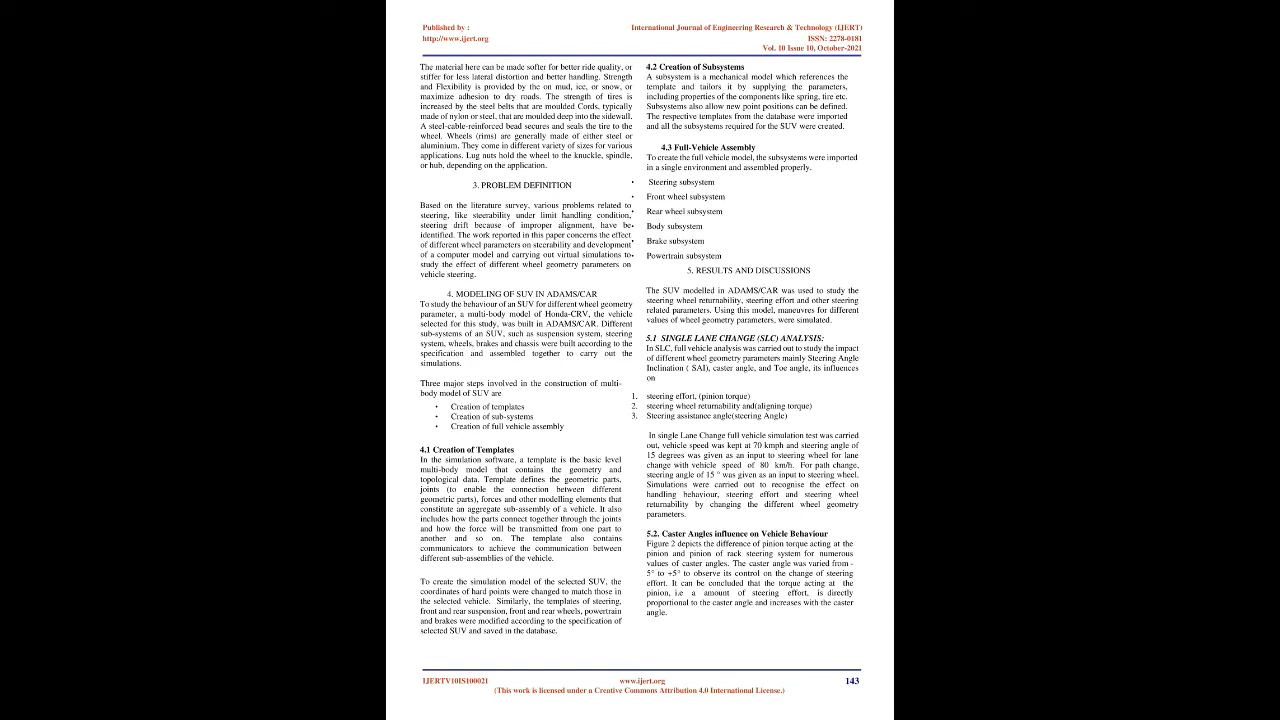 Published by :
http://www.ijert.org
International Journal of Engineering Research & Technology (IJERT)
ISSN: 2278-0181
Vol. 10 Issue 10, October-2021
The material here can be made softer for better ride quality, or
stiffer for less lateral distortion and better handling. Strength
and Flexibility is provided by the on mud, ice, or snow, or
maximize adhesion to dry roads. The strength of tires is
increased by the steel belts that are moulded Cords, typically
made of nylon or steel, that are moulded deep into the sidewall.
A steel-cable-reinforced bead secures and seals the tire to the
wheel. Wheels (rims) are generally made of either steel or
aluminium. They come in different variety of sizes for various
applications. Lug nuts hold the wheel to the knuckle, spindle,
or hub, depending on the application.
3. PROBLEM DEFINITION
Based on the literature survey, various problems related to
steering, like steerability under limit handling condition,
steering drift because of improper alignment, have be
identified. The work reported in this paper concerns the effect
of different wheel parameters on steerability and development
of a computer model and carrying out virtual simulations to
study the effect of different wheel geometry parameters on
vehicle steering.
4. MODELING OF SUV IN ADAMS/CAR
To study the behaviour of an SUV for different wheel geometry
parameter, a multi-body model of Honda-CRV, the vehicle
selected for this study, was built in ADAMS/CAR. Different
sub-systems of an SUV, such as suspension system, steering
system, wheels, brakes and chassis were built according to the
specification and assembled together to carry out the
simulations.
Three major steps involved in the construction of multi-
body model of SUV are
• Creation of templates
• Creation of sub-systems
• Creation of full vehicle assembly
4.1 Creation of Templates
In the simulation software, a template is the basic level
multi-body model that contains the geometry and
topological data. Template defines the geometric parts,
joints (to enable the connection between different
geometric parts), forces and other modelling elements that
constitute an aggregate sub-assembly of a vehicle. It also
includes how the parts connect together through the joints
and how the force will be transmitted from one part to
another and so on. The template also contains
communicators to achieve the communication between
different sub-assemblies of the vehicle.
To create the simulation model of the selected SUV, the
coordinates of hard points were changed to match those in
the selected vehicle. Similarly, the templates of steering,
front and rear suspension, front and rear wheels, powertrain
and brakes were modified according to the specification of
selected SUV and saved in the database.
4.2 Creation of Subsystems
A subsystem is a mechanical model which references the
template and tailors it by supplying the parameters,
including properties of the components like spring, tire etc.
Subsystems also allow new point positions can be defined.
The respective templates from the database were imported
and all the subsystems required for the SUV were created.
4.3 Full-Vehicle Assembly
To create the full vehicle model, the subsystems were imported
in a single environment and assembled properly.
• Steering subsystem
• Front wheel subsystem
• Rear wheel subsystem
• Body subsystem
• Brake subsystem
• Powertrain subsystem
5. RESULTS AND DISCUSSIONS
The SUV modelled in ADAMS/CAR was used to study the
steering wheel returnability, steering effort and other steering
related parameters. Using this model, maneuvres for different
values of wheel geometry parameters, were simulated.
5.1 SINGLE LANE CHANGE (SLC) ANALYSIS:
In SLC, full vehicle analysis was carried out to study the impact
of different wheel geometry parameters mainly Steering Angle
Inclination ( SAI), caster angle, and Toe angle, its influences
on
1. steering effort, (pinion torque)
2. steering wheel returnability and(aligning torque)
3. Steering assistance angle(steering Angle)
In single Lane Change full vehicle simulation test was carried
out, vehicle speed was kept at 70 kmph and steering angle of
15 degrees was given as an input to steering wheel for lane
change with vehicle speed of 80 km/h. For path change,
steering angle of 15 ° was given as an input to steering wheel.
Simulations were carried out to recognise the effect on
handling behaviour, steering effort and steering wheel
returnability by changing the different wheel geometry
parameters.
5.2. Caster Angles influence on Vehicle Behaviour
Figure 2 depicts the difference of pinion torque acting at the
pinion and pinion of rack steering system for numerous
values of caster angles. The caster angle was varied from -
5° to +5° to observe its control on the change of steering
effort. It can be concluded that the torque acting at the
pinion, i.e a amount of steering effort, is directly
proportional to the caster angle and increases with the caster
angle.
IJERTV10IS100021
www.ijert.org
143
(This work is licensed under a Creative Commons Attribution 4.0 International License.)